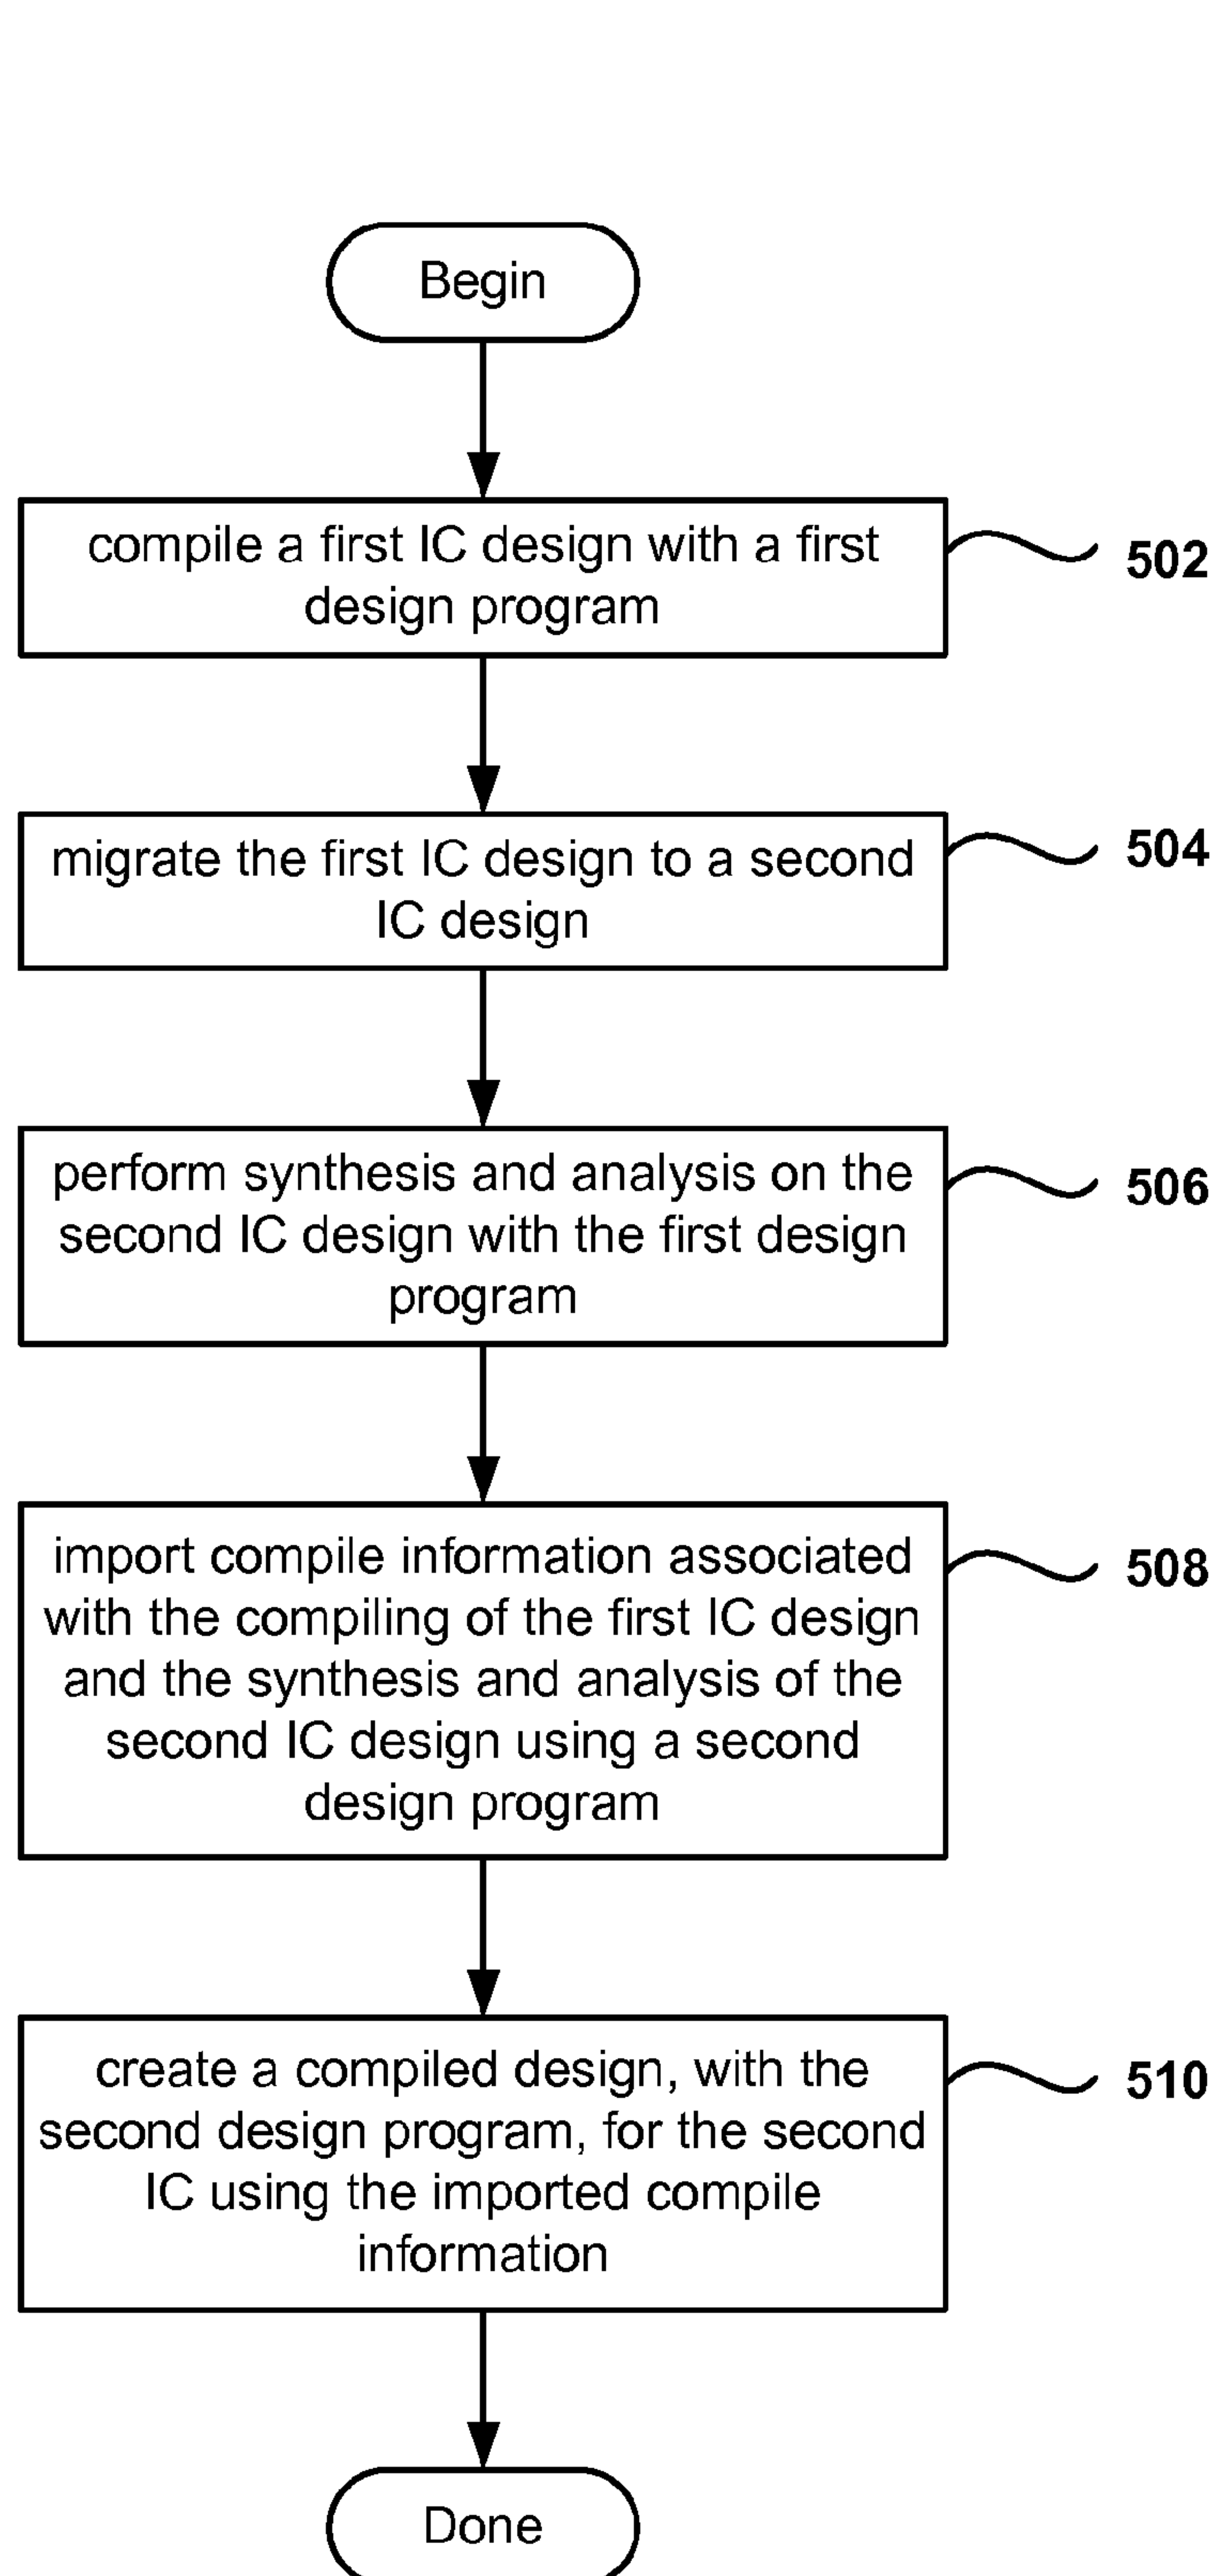 Begin
compile a first IC design with a first
design program
502
migrate the first IC design to a second
IC design
504
perform synthesis and analysis on the
second IC design with the first design
program
506
import compile information associated
with the compiling of the first IC design
and the synthesis and analysis of the
second IC design using a second
design program
508
create a compiled design, with the
second design program, for the second
IC using the imported compile
information
510
Done